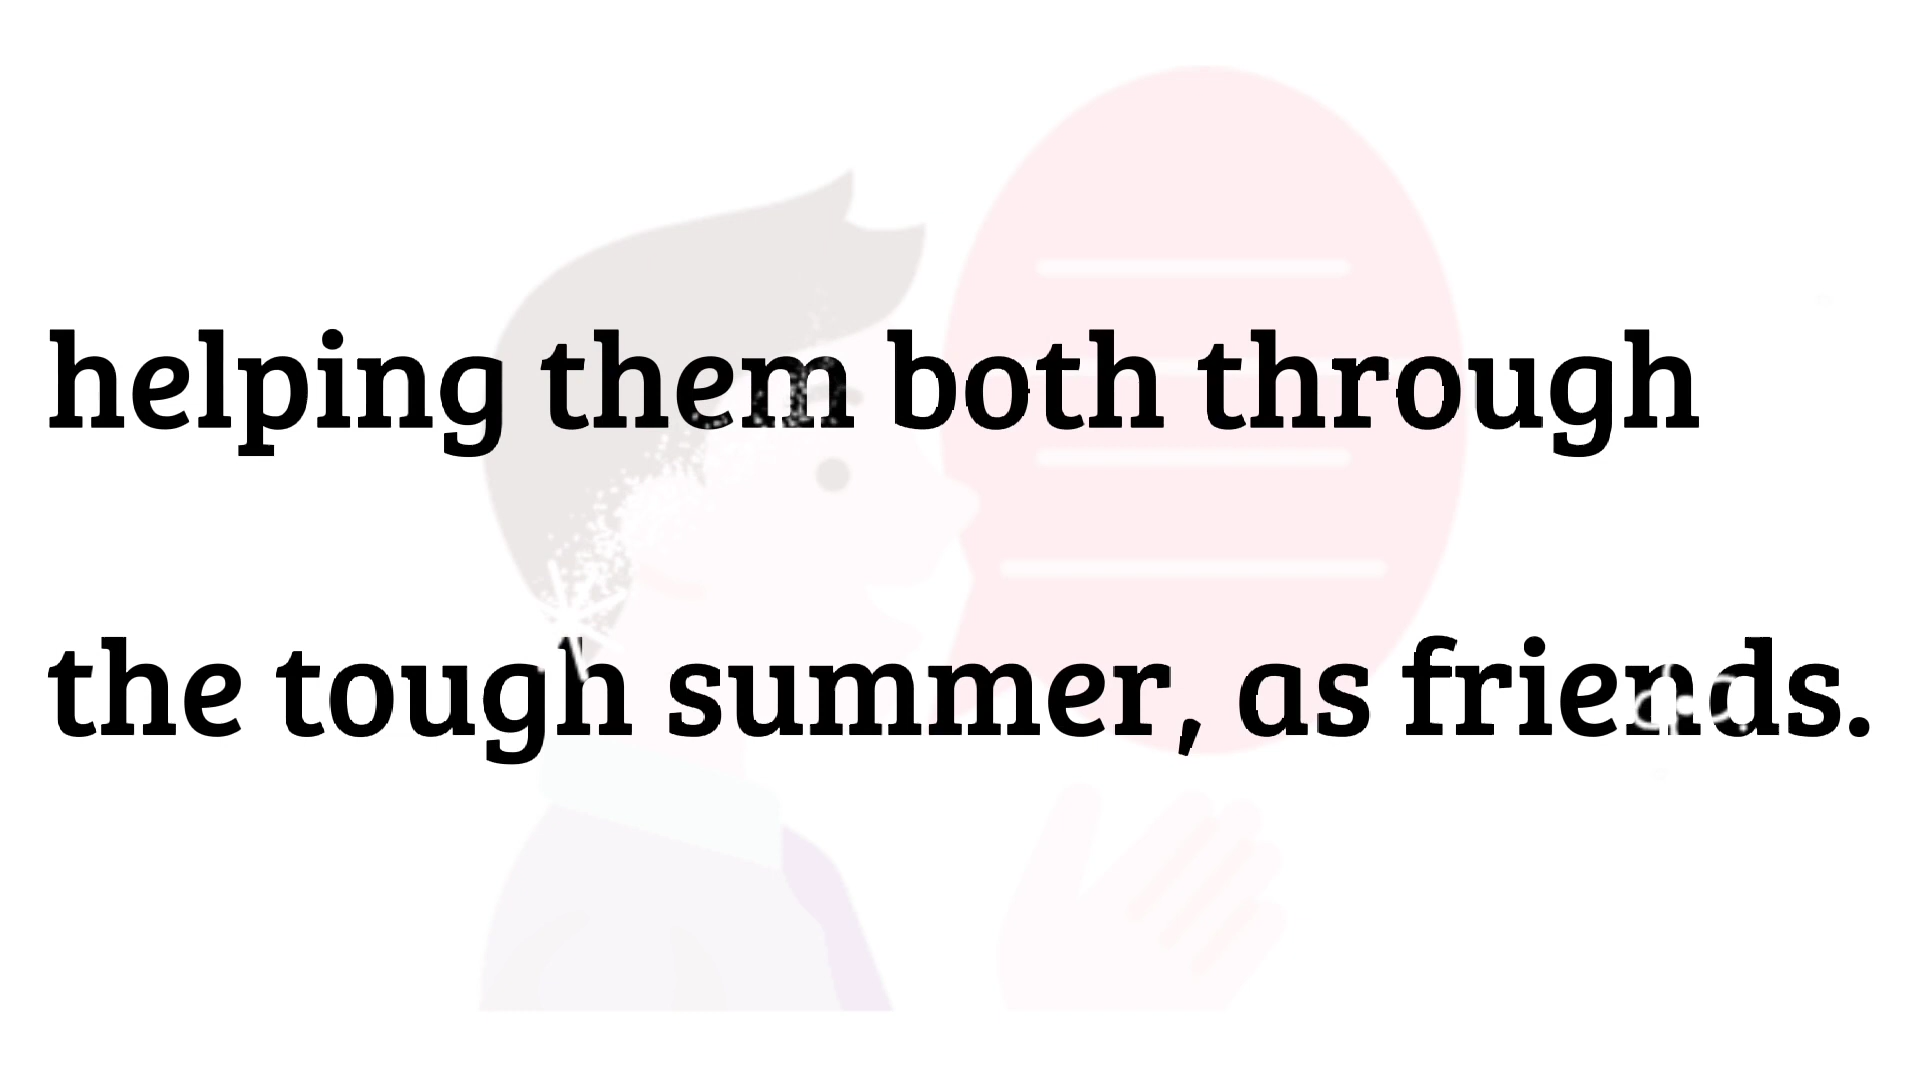 helping them both through
the tough summer, as friends.